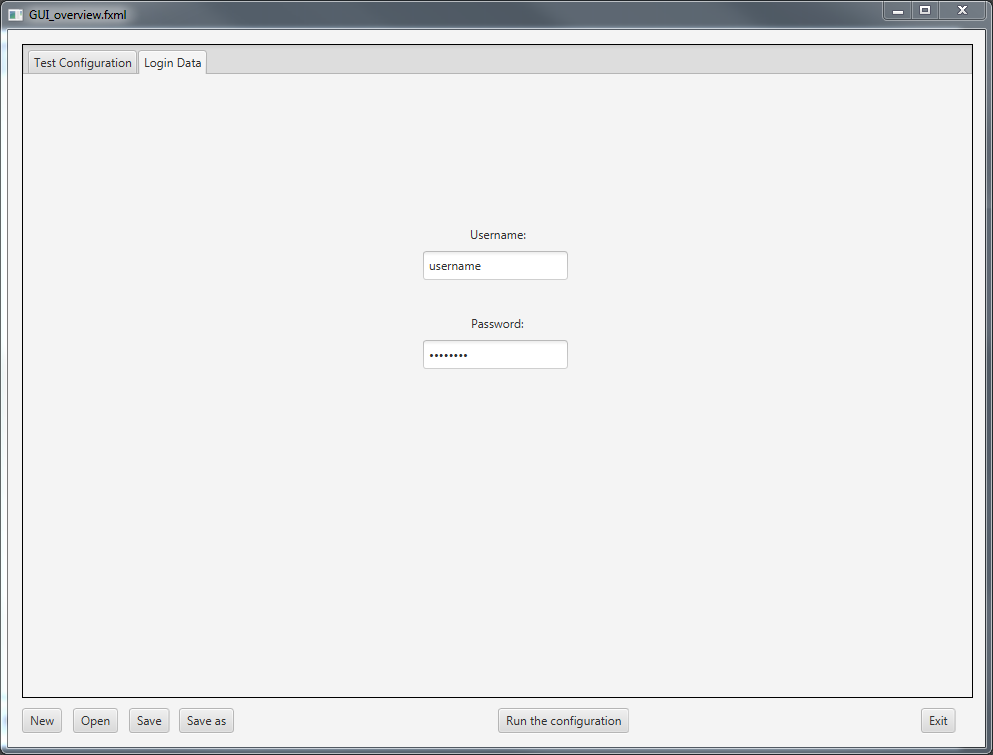 GUI_overview.fxml
Test Configuration Login Data
Username:
username
Password:
••••••••
New Open Save Save as Run the configuration Exit